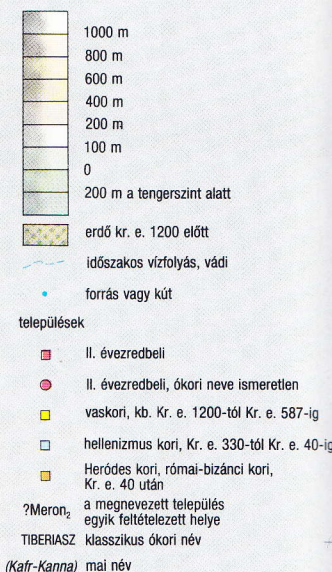 1000 m
800 m
600 m
400 m
200 m
100 m
0
200 m a tengerszint alatt
erdő kr. e. 1200 előtt
időszakos vízfolyás, vádi
forrás vagy kút
települések
II. évezredbeli
II. évezredbeli, ókori neve ismeretlen
vaskori, kb. Kr. e. 1200-tól Kr. e. 587-ig
hellenizmus kori, Kr. e. 330-tól Kr. e. 40-ig
Heródes kori, római-bizánci kori,
Kr. e. 40 után
?Meron₂ a megnevezett település
egyik feltételezett helye
TIBERIASZ klasszikus ókori név
(Kafr-Kanna) mai név